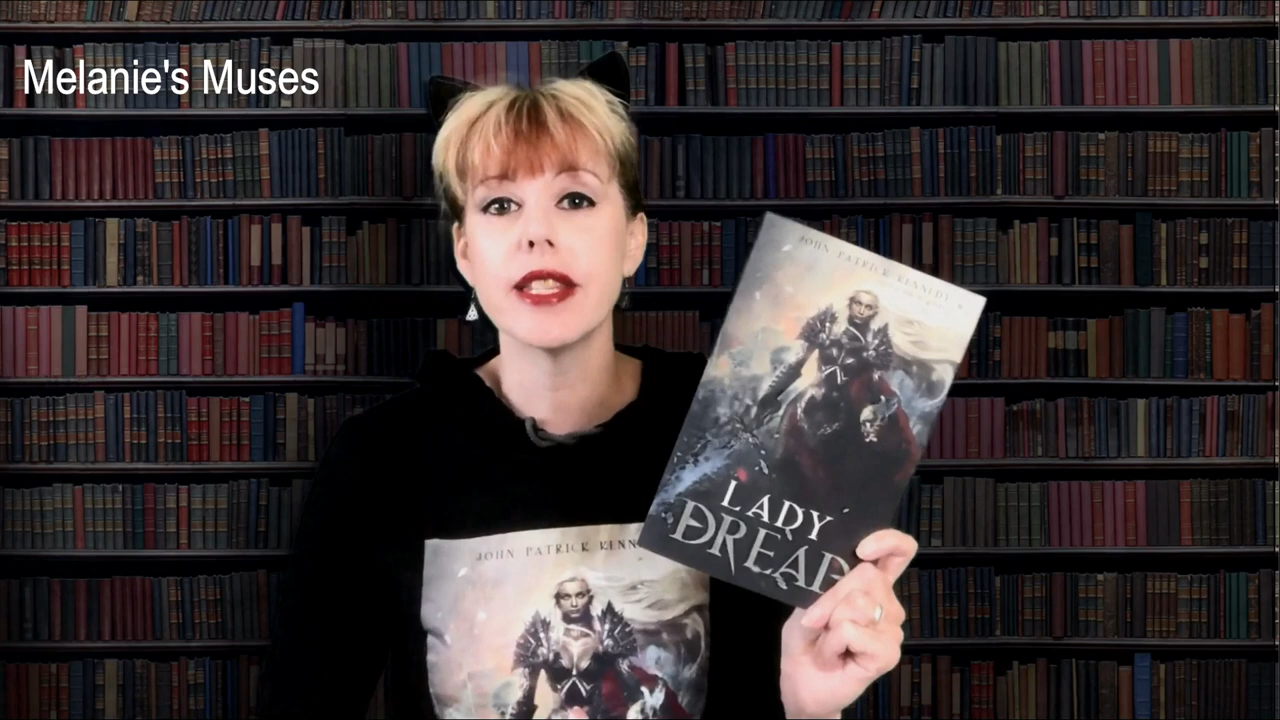 Melanie's Muses
JOHN PATRICK KENNEDY
LADY
DREAD
JOHN PATRICK KENN